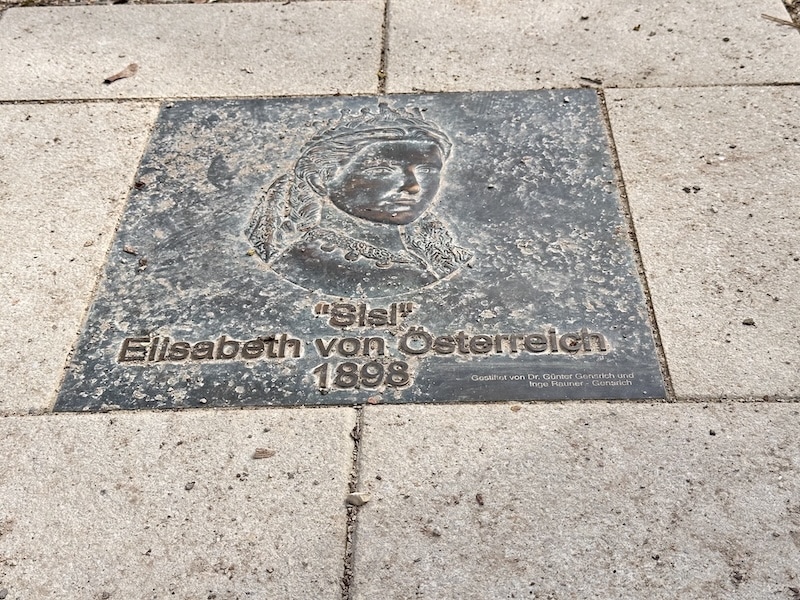 "Sisi"
Elisabeth von Österreich
1898
Gestiftet von Dr. Günter Gensrich und
Inge Rauner - Gensrich